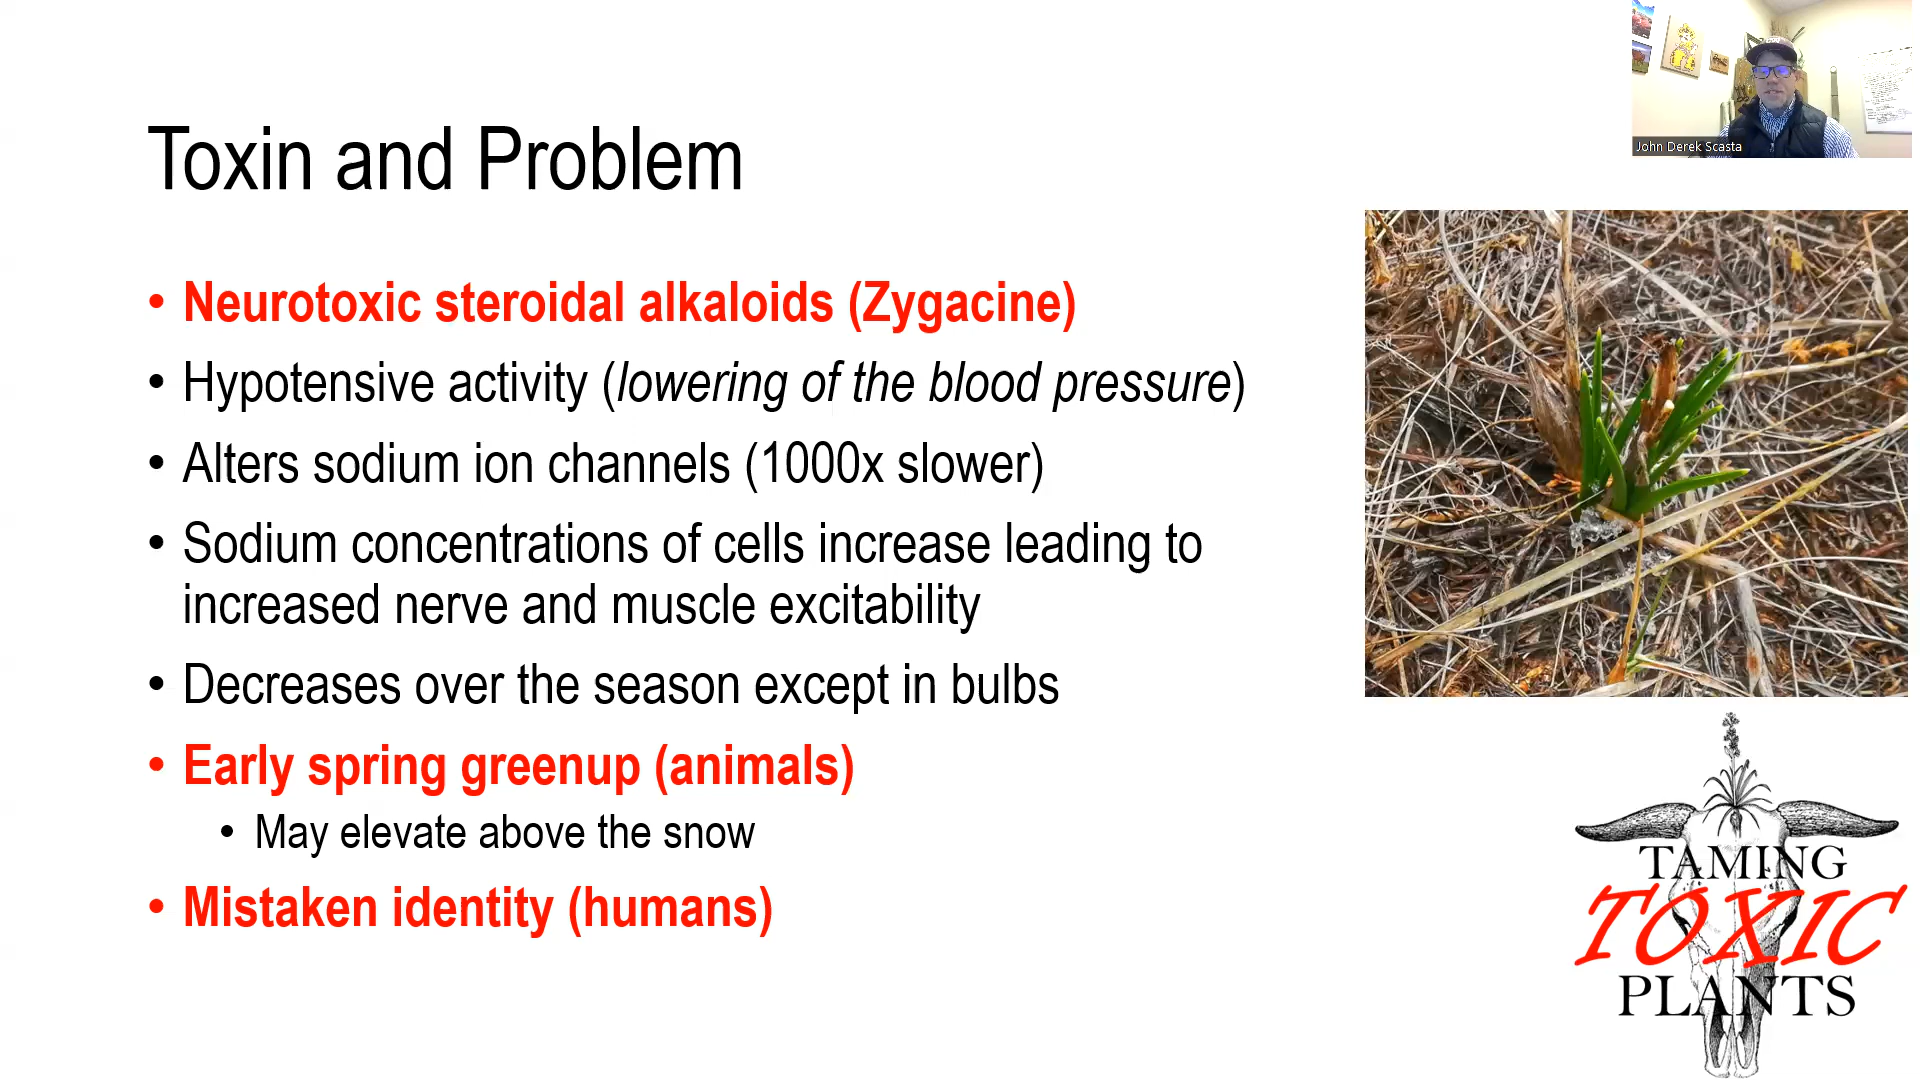 John Derek Scasta
Toxin and Problem
• Neurotoxic steroidal alkaloids (Zygacine)
• Hypotensive activity (lowering of the blood pressure)
• Alters sodium ion channels (1000x slower)
• Sodium concentrations of cells increase leading to
increased nerve and muscle excitability
• Decreases over the season except in bulbs
• Early spring greenup (animals)
• May elevate above the snow
• Mistaken identity (humans)
TAMING
TOXIC
PLANTS